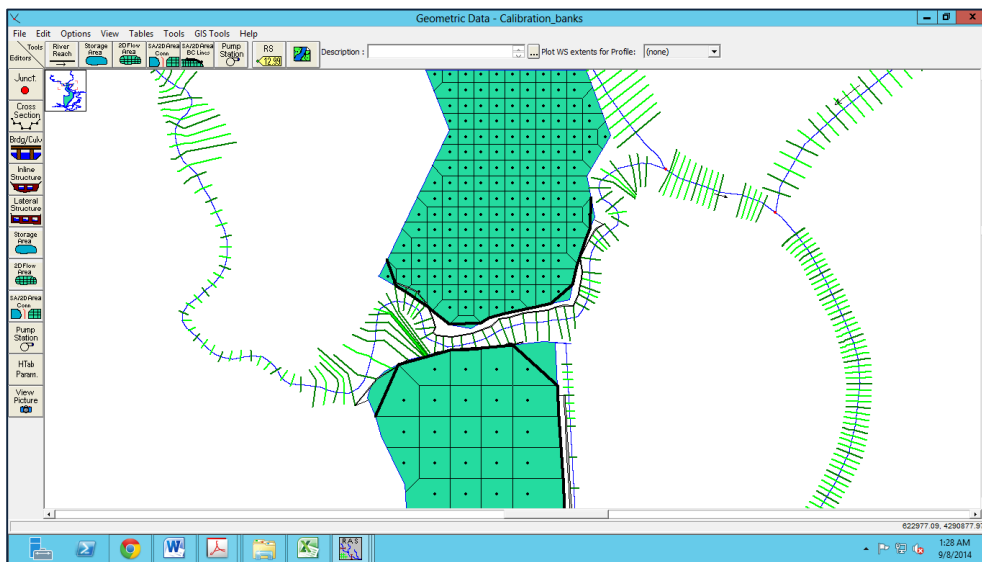 Geometric Data - Calibration_banks
File Edit Options View Tables Tools GIS Tools Help
Tools
Editors
River
Reach
Storage
Area
2D Flow
Area
SA/2D Area
Conn
SA/2D Area
BC Lines
Pump
Station
RS
12.99
Description :
...
Plot WS extents for Profile:
(none)
Junct.
Cross
Section
Brdg/Culv
Inline
Structure
Lateral
Structure
Storage
Area
2D Flow
Area
SA/2D Area
Conn
Pump
Station
HTab
Param.
View
Picture
622977.09, 4290877.97
RAS
1:28 AM
9/8/2014